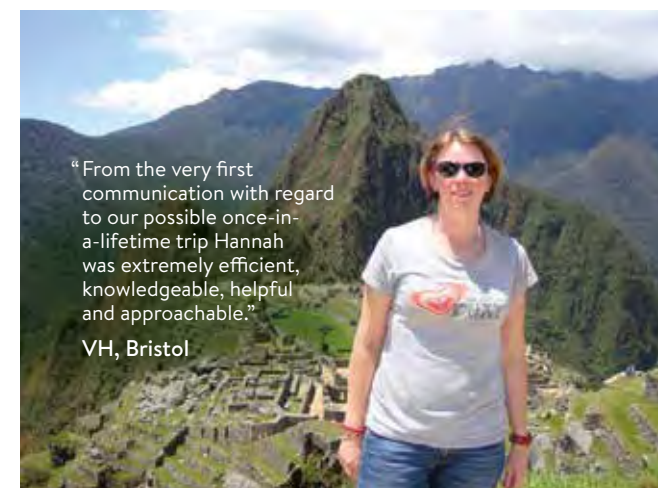 “From the very first
communication with regard
to our possible once-in-
a-lifetime trip Hannah
was extremely efficient,
knowledgeable, helpful
and approachable.”
VH, Bristol